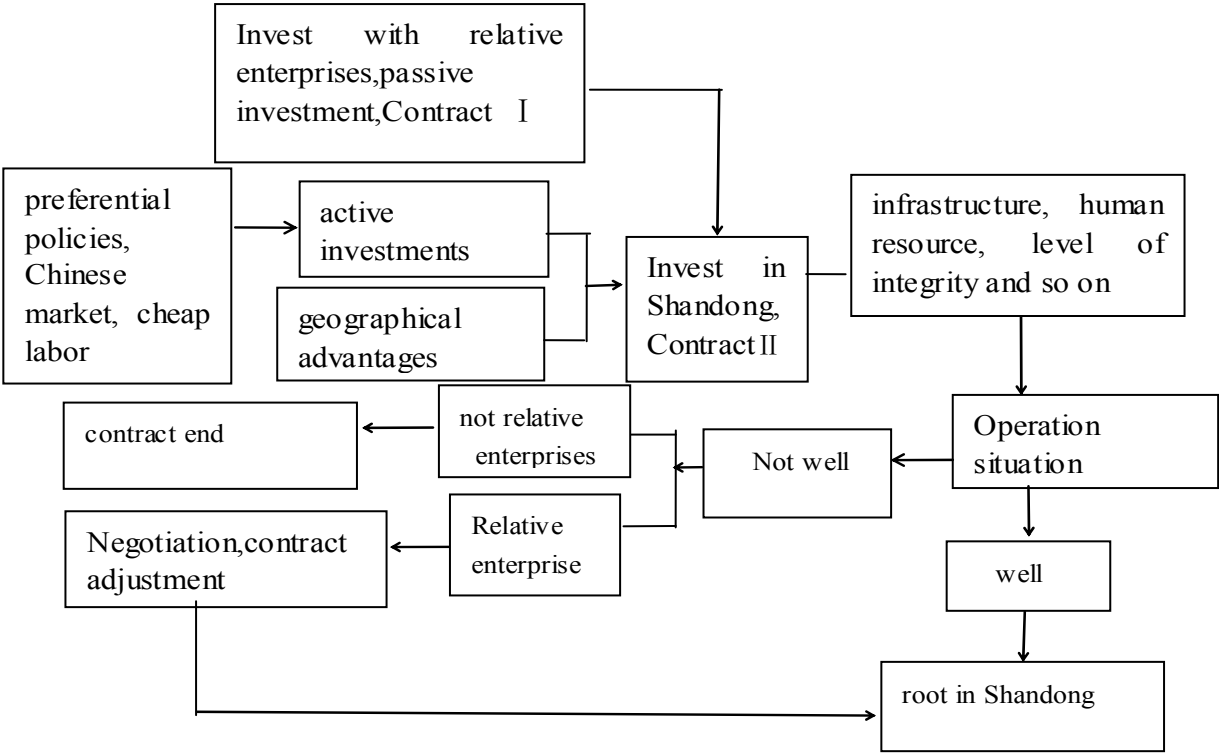 Invest with relative
enterprises,passive
investment,Contract Ⅰ
preferential
policies,
Chinese
market, cheap
labor
active
investments
geographical
advantages
Invest in
Shandong,
Contract Ⅱ
infrastructure, human
resource, level of
integrity and so on
Operation
situation
Not well
not relative
enterprises
contract end
Relative
enterprise
Negotiation,contract
adjustment
well
root in Shandong